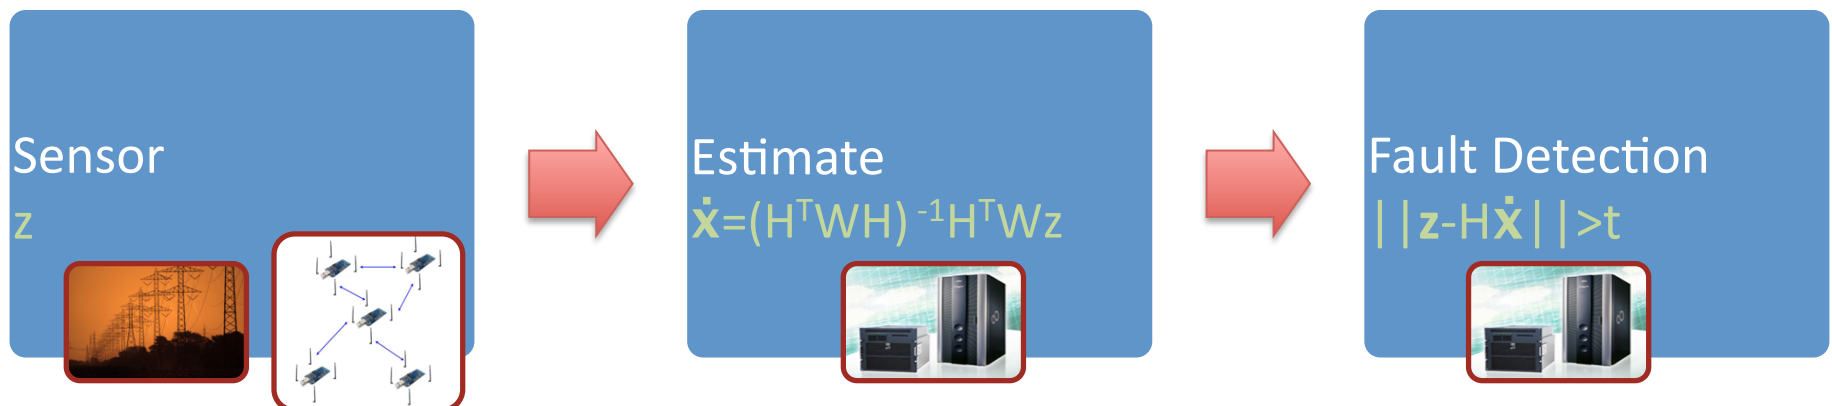 Sensor
z
Estimate
ẋ=(HᵀWH) ⁻¹HᵀWz
Fault Detection
||z-Hẋ||>t